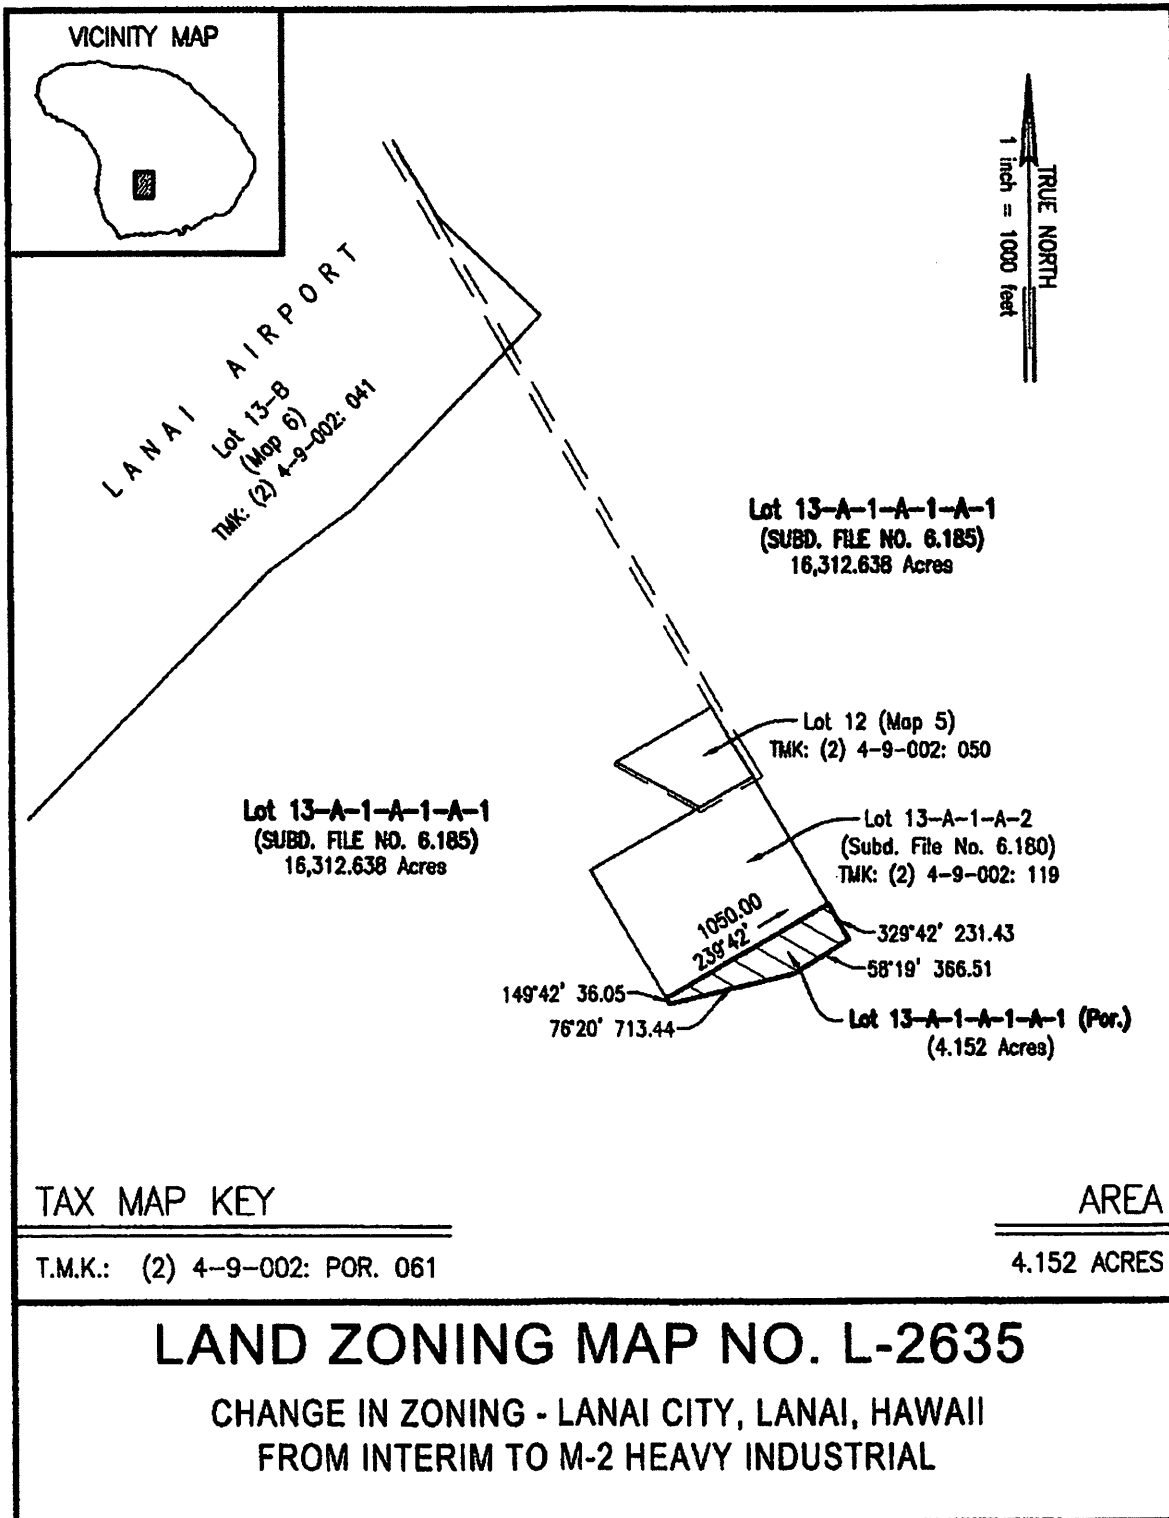 VICINITY MAP
TRUE NORTH
1 inch = 1000 feet
LANAI AIRPORT
Lot 13-B
(Map 6)
TMK: (2) 4-9-002: 041
Lot 13-A-1-A-1-A-1
(SUBD. FILE NO. 6.185)
16,312.638 Acres
Lot 12 (Map 5)
TMK: (2) 4-9-002: 050
Lot 13-A-1-A-1-A-1
(SUBD. FILE NO. 6.185)
16,312.638 Acres
Lot 13-A-1-A-2
(Subd. File No. 6.180)
TMK: (2) 4-9-002: 119
1050.00
239°42'
329°42' 231.43
58°19' 366.51
149°42' 36.05
76°20' 713.44
Lot 13-A-1-A-1-A-1 (Por.)
(4.152 Acres)
TAX MAP KEY
AREA
T.M.K.: (2) 4-9-002: POR. 061
4.152 ACRES
LAND ZONING MAP NO. L-2635
CHANGE IN ZONING - LANAI CITY, LANAI, HAWAII
FROM INTERIM TO M-2 HEAVY INDUSTRIAL